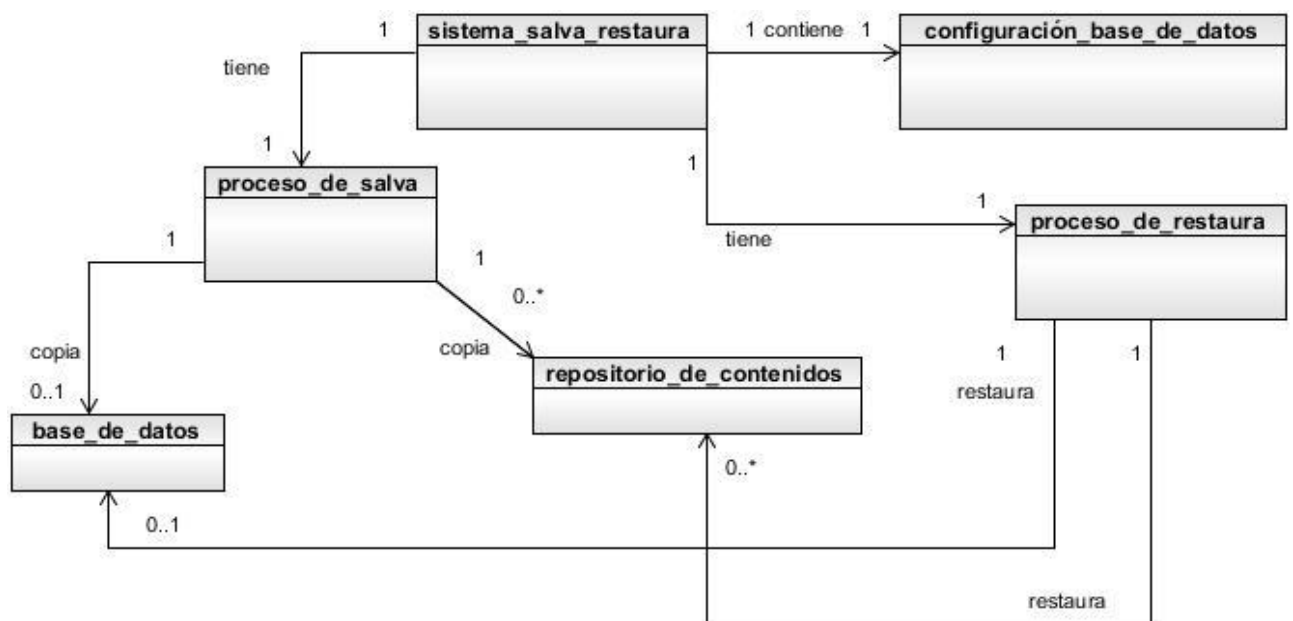 1
sistema_salva_restaura
1 contiene 1
configuración_base_de_datos
tiene
1
proceso_de_salva
1
1
proceso_de_restaura
tiene
1
1
0..*
copia
copia
0..1
repositorio_de_contenidos
1
1
restaura
base_de_datos
0..*
0..1
restaura